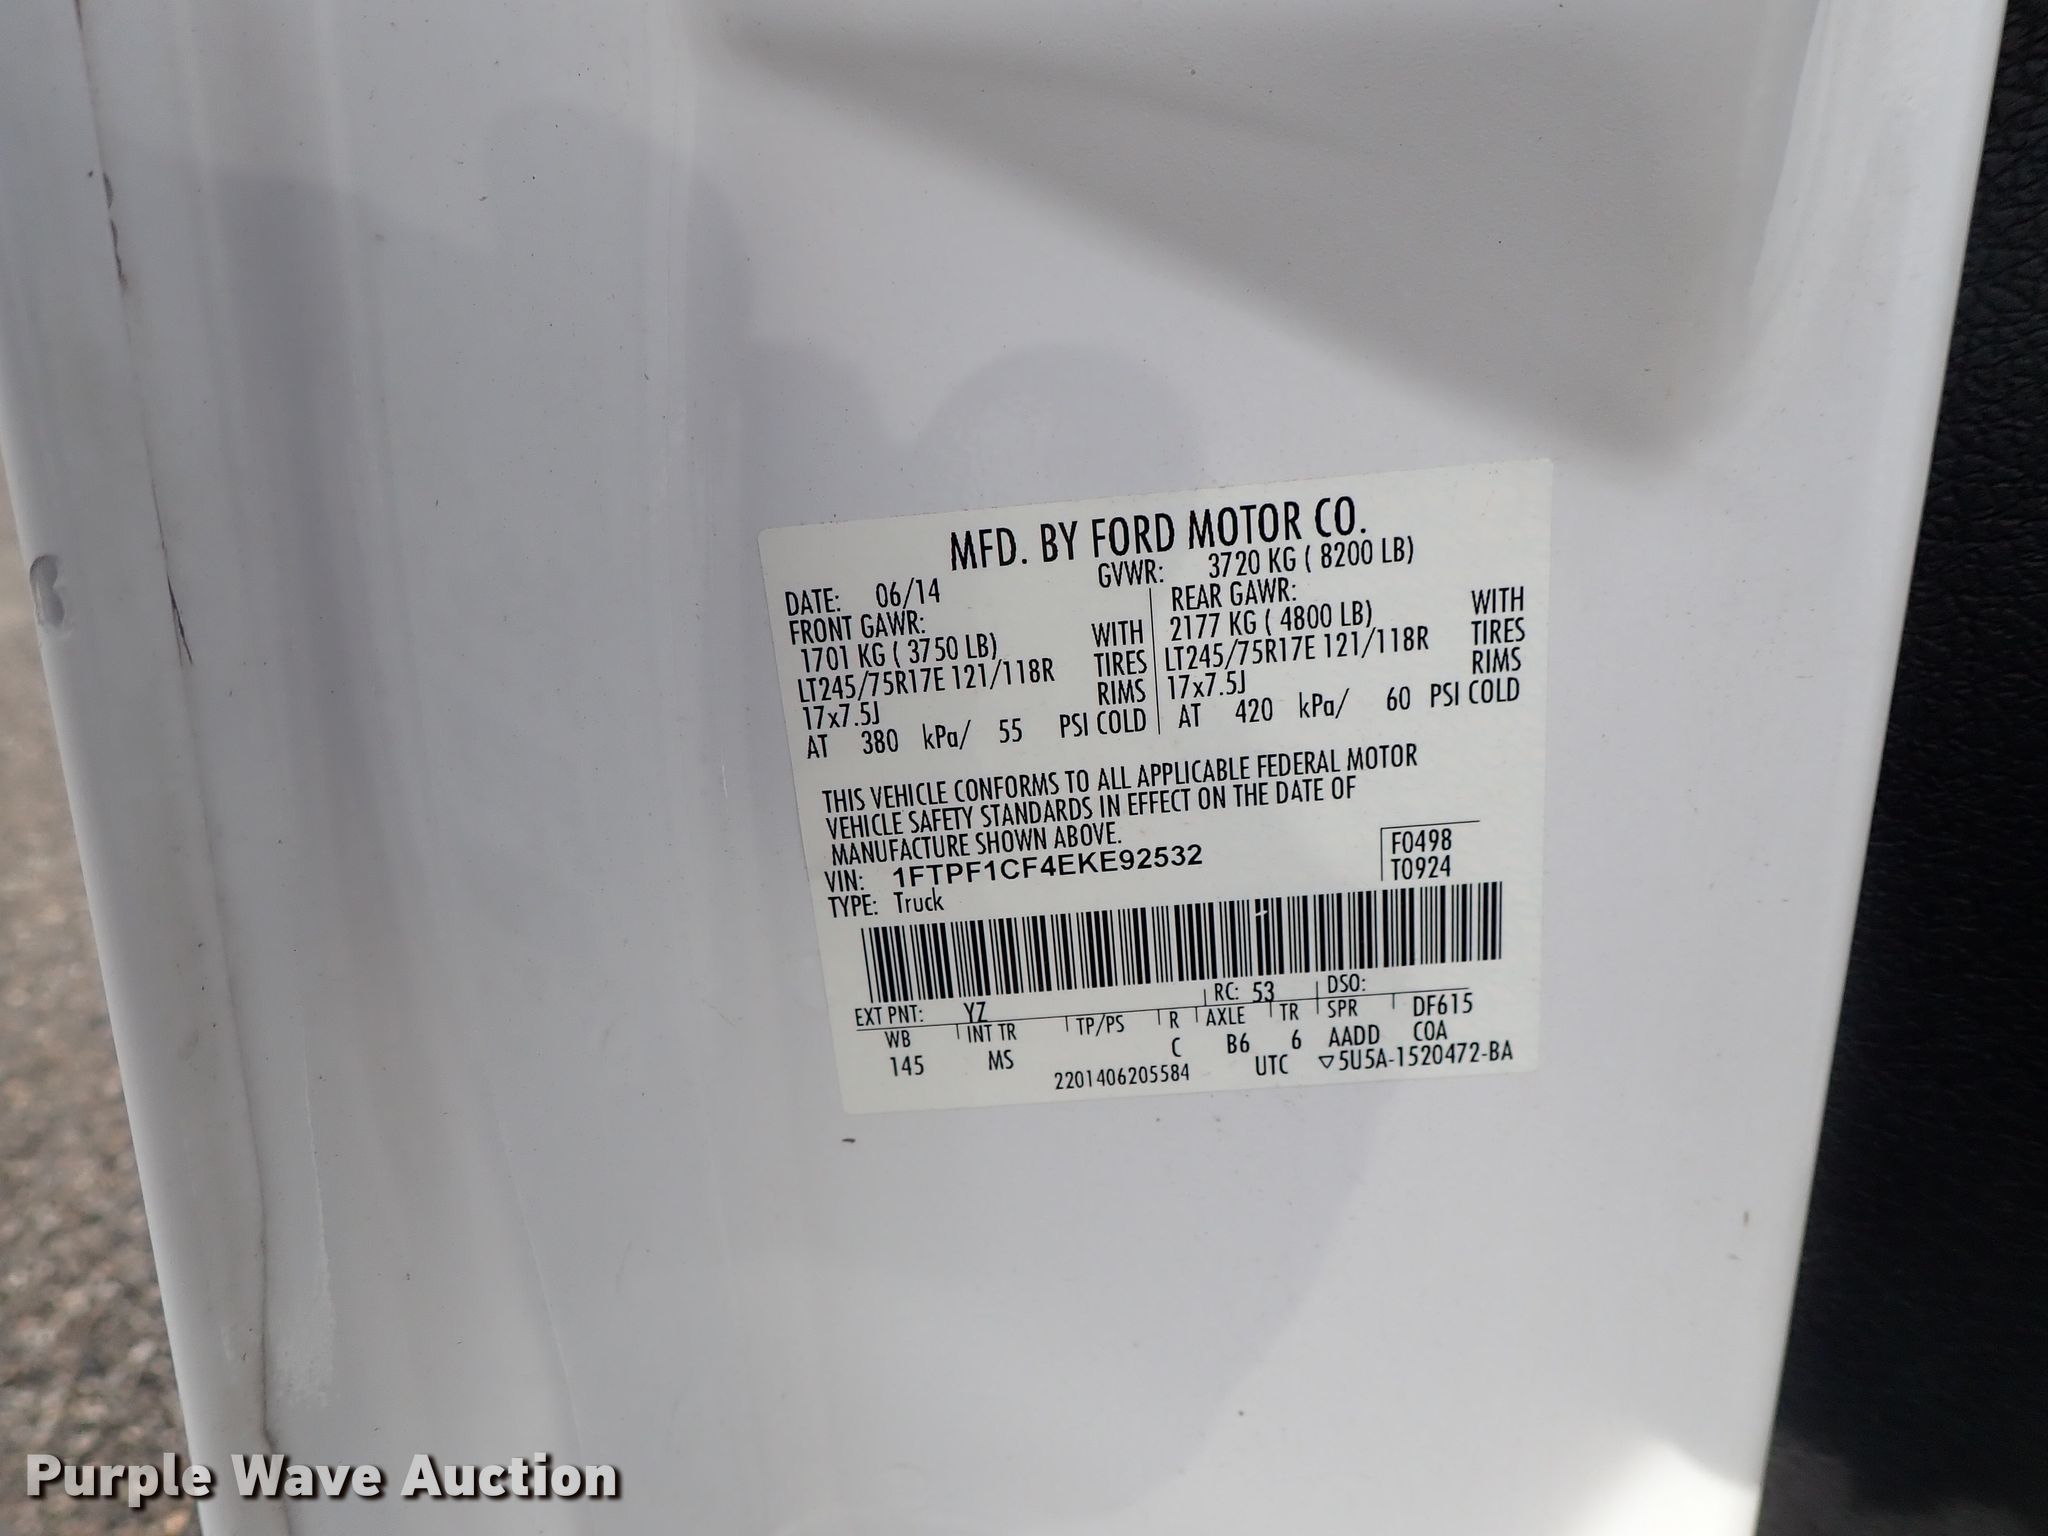 MFD. BY FORD MOTOR CO.
DATE: 06/14 GVWR: 3720 KG ( 8200 LB)
FRONT GAWR: REAR GAWR:
1701 KG ( 3750 LB) WITH 2177 KG ( 4800 LB) WITH
LT245/75R17E 121/118R TIRES LT245/75R17E 121/118R TIRES
17x7.5J RIMS 17x7.5J RIMS
AT 380 kPa/ 55 PSI COLD AT 420 kPa/ 60 PSI COLD
THIS VEHICLE CONFORMS TO ALL APPLICABLE FEDERAL MOTOR
VEHICLE SAFETY STANDARDS IN EFFECT ON THE DATE OF
MANUFACTURE SHOWN ABOVE.
VIN: 1FTPF1CF4EKE92532 F0498
TYPE: Truck T0924
EXT PNT: YZ RC: 53 DSO:
WB INT TR TP/PS R AXLE TR SPR DF615
145 MS C B6 6 AADD COA
2201406205584 UTC ▽5U5A-1520472-BA
Purple Wave Auction